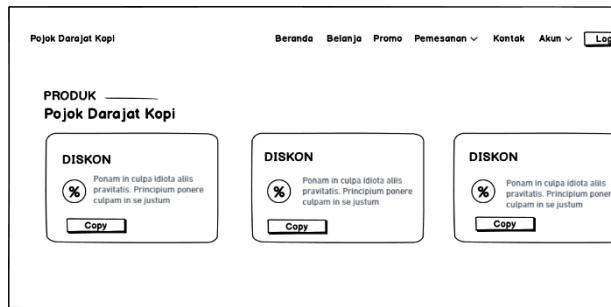 Pojok Darajat Kopi
Beranda Belanja Promo Pemesanan Kontak Akun Log
PRODUK
Pojok Darajat Kopi
DISKON
%
Ponam in culpa idiota aliis
pravitatis. Principium ponere
culpam in se justum
Copy
DISKON
%
Ponam in culpa idiota aliis
pravitatis. Principium ponere
culpam in se justum
Copy
DISKON
%
Ponam in culpa idiota aliis
pravitatis. Principium poner
culpam in se justum
Copy